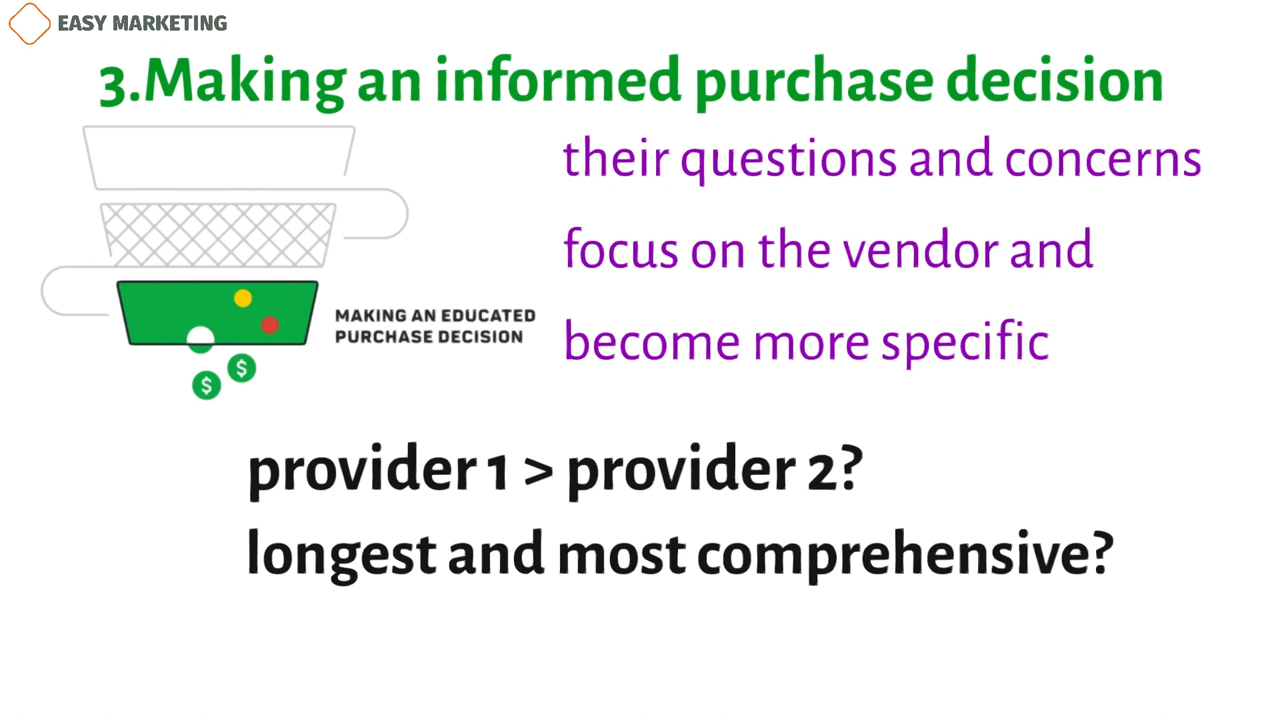 EASY MARKETING
3.Making an informed purchase decision
their questions and concerns
focus on the vendor and
become more specific
MAKING AN EDUCATED
PURCHASE DECISION
$
$
provider 1 > provider 2?
longest and most comprehensive?